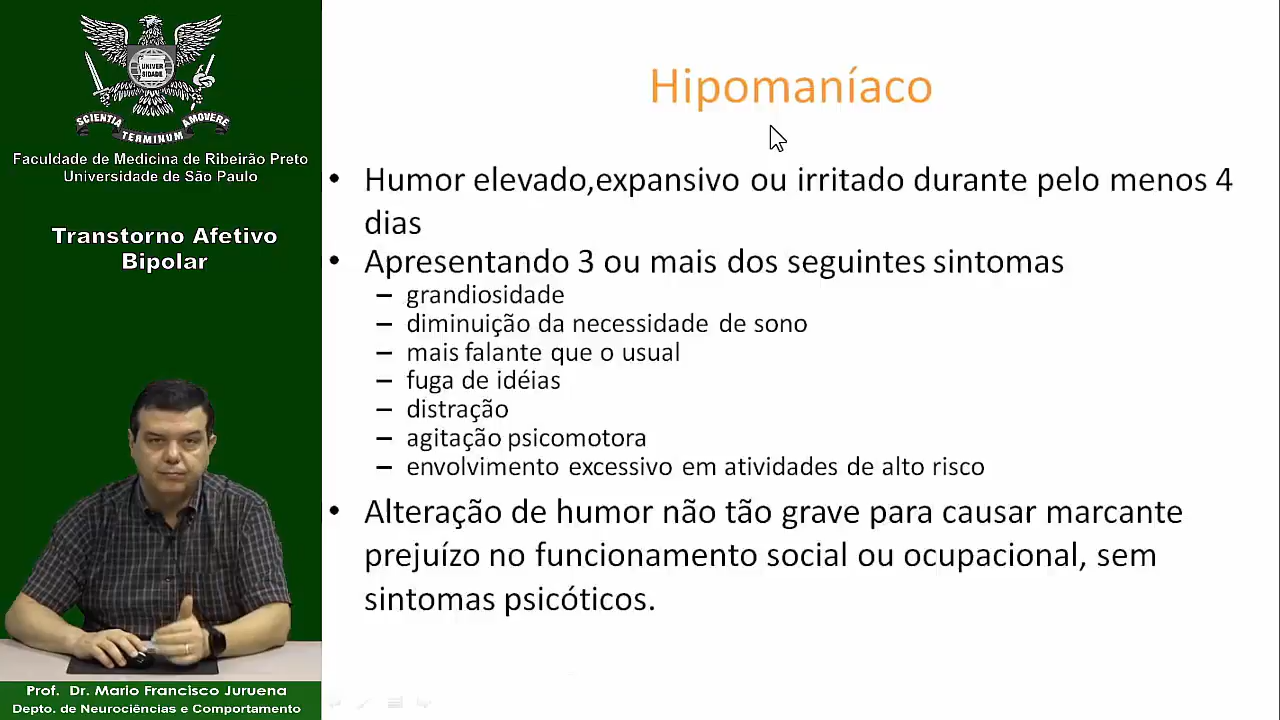 UNIVER
SIDADE
SCIENTIA
TERMINUM
AMOVERE
Faculdade de Medicina de Ribeirão Preto
Universidade de São Paulo
Transtorno Afetivo
Bipolar
Prof. Dr. Mario Francisco Juruena
Depto. de Neurociências e Comportamento
Hipomaníaco
• Humor elevado,expansivo ou irritado durante pelo menos 4
dias
• Apresentando 3 ou mais dos seguintes sintomas
– grandiosidade
– diminuição da necessidade de sono
– mais falante que o usual
– fuga de idéias
– distração
– agitação psicomotora
– envolvimento excessivo em atividades de alto risco
• Alteração de humor não tão grave para causar marcante
prejuízo no funcionamento social ou ocupacional, sem
sintomas psicóticos.